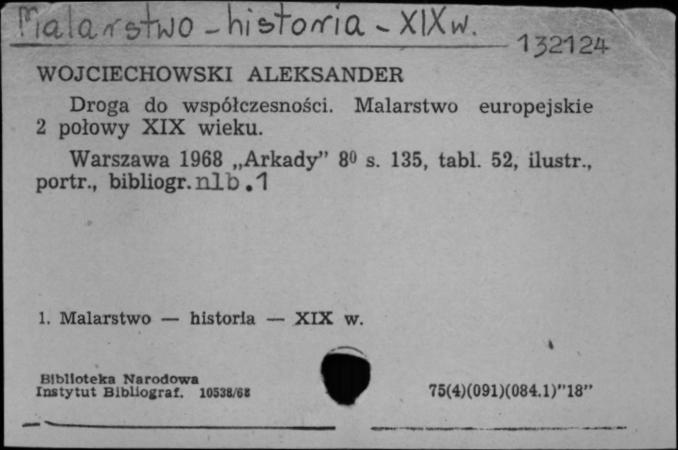 Malarstwo - historia - XIX w.
132124
WOJCIECHOWSKI ALEKSANDER
Droga do współczesności. Malarstwo europejskie
2 połowy XIX wieku.
Warszawa 1968 „Arkady” 8⁰ s. 135, tabl. 52, ilustr.,
portr., bibliogr. nlb.1
1. Malarstwo — historia — XIX w.
Biblioteka Narodowa
Instytut Bibliograf. 10538/68
75(4)(091)(084.1)”18”